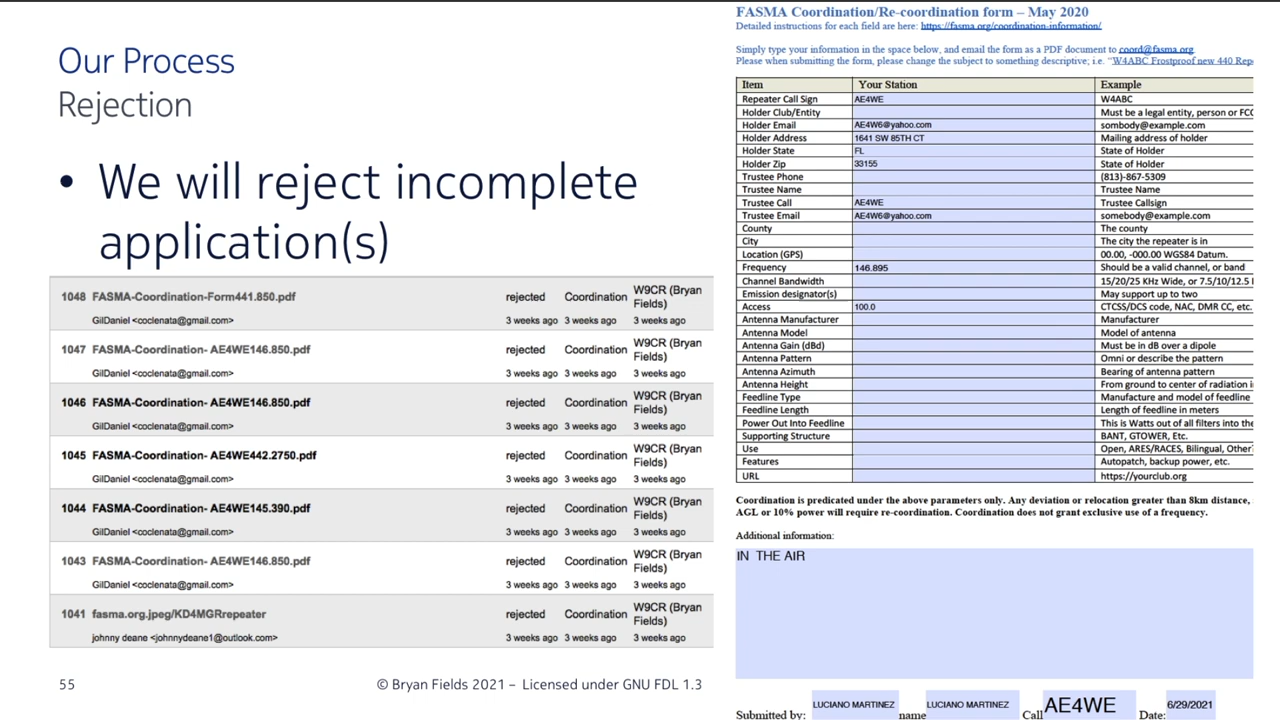 Our Process
Rejection
• We will reject incomplete
application(s)
1048 FASMA-Coordination-Form441.850.pdf rejected Coordination W9CR (Bryan Fields)
GilDaniel <coclenata@gmail.com> 3 weeks ago 3 weeks ago 3 weeks ago
1047 FASMA-Coordination- AE4WE146.850.pdf rejected Coordination W9CR (Bryan Fields)
GilDaniel <coclenata@gmail.com> 3 weeks ago 3 weeks ago 3 weeks ago
1046 FASMA-Coordination- AE4WE146.850.pdf rejected Coordination W9CR (Bryan Fields)
GilDaniel <coclenata@gmail.com> 3 weeks ago 3 weeks ago 3 weeks ago
1045 FASMA-Coordination- AE4WE442.2750.pdf rejected Coordination W9CR (Bryan Fields)
GilDaniel <coclenata@gmail.com> 3 weeks ago 3 weeks ago 3 weeks ago
1044 FASMA-Coordination- AE4WE145.390.pdf rejected Coordination W9CR (Bryan Fields)
GilDaniel <coclenata@gmail.com> 3 weeks ago 3 weeks ago 3 weeks ago
1043 FASMA-Coordination- AE4WE146.850.pdf rejected Coordination W9CR (Bryan Fields)
GilDaniel <coclenata@gmail.com> 3 weeks ago 3 weeks ago 3 weeks ago
1041 fasma.org.jpeg/KD4MGRrepeater rejected Coordination W9CR (Bryan Fields)
johnny deane <johnnydeane1@outlook.com> 3 weeks ago 3 weeks ago 3 weeks ago
55 © Bryan Fields 2021 – Licensed under GNU FDL 1.3
FASMA Coordination/Re-coordination form – May 2020
Detailed instructions for each field are here: https://fasma.org/coordination-information/
Simply type your information in the space below, and email the form as a PDF document to coord@fasma.org
Please when submitting the form, please change the subject to something descriptive; i.e. "W4ABC Frostproof new 440 Rep
Item Your Station Example
Repeater Call Sign AE4WE W4ABC
Holder Club/Entity Must be a legal entity, person or FCC
Holder Email AE4W6@yahoo.com sombody@example.com
Holder Address 1641 SW 85TH CT Mailing address of holder
Holder State FL State of Holder
Holder Zip 33155 State of Holder
Trustee Phone (813)-867-5309
Trustee Name Trustee Name
Trustee Call AE4WE Trustee Callsign
Trustee Email AE4W6@yahoo.com somebody@example.com
County The county
City The city the repeater is in
Location (GPS) 00.00, -000.00 WGS84 Datum.
Frequency 146.895 Should be a valid channel, or band
Channel Bandwidth 15/20/25 KHz Wide, or 7.5/10/12.5
Emission designator(s) May support up to two
Access 100.0 CTCSS/DCS code, NAC, DMR CC, etc.
Antenna Manufacturer Manufacturer
Antenna Model Model of antenna
Antenna Gain (dBd) Must be in dB over a dipole
Antenna Pattern Omni or describe the pattern
Antenna Azimuth Bearing of antenna pattern
Antenna Height From ground to center of radiation
Feedline Type Manufacture and model of feedline
Feedline Length Length of feedline in meters
Power Out Into Feedline This is Watts out of all filters into the
Supporting Structure BANT, GTOWER, Etc.
Use Open, ARES/RACES, Bilingual, Other?
Features Autopatch, backup power, etc.
URL https://yourclub.org
Coordination is predicated under the above parameters only. Any deviation or relocation greater than 8km distance,
AGL or 10% power will require re-coordination. Coordination does not grant exclusive use of a frequency.
Additional information:
IN THE AIR
Submitted by: LUCIANO MARTINEZ name LUCIANO MARTINEZ Call AE4WE Date: 6/29/2021